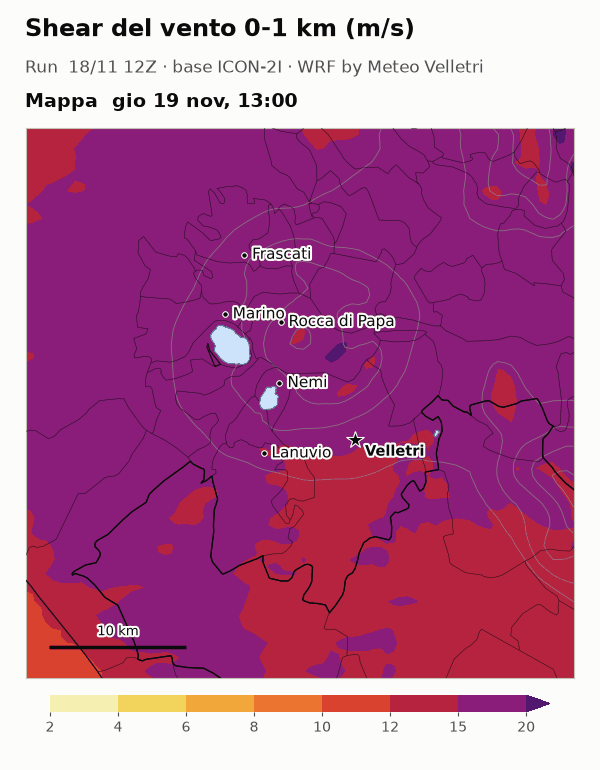 Shear del vento 0-1 km (m/s)
Run  18/11 12Z · base ICON-2I · WRF by Meteo Velletri
Mappa  gio 19 nov, 13:00
Frascati
Marino
Rocca di Papa
Nemi
Velletri
Lanuvio
10 km
2 4 6 8 10 12 15 20